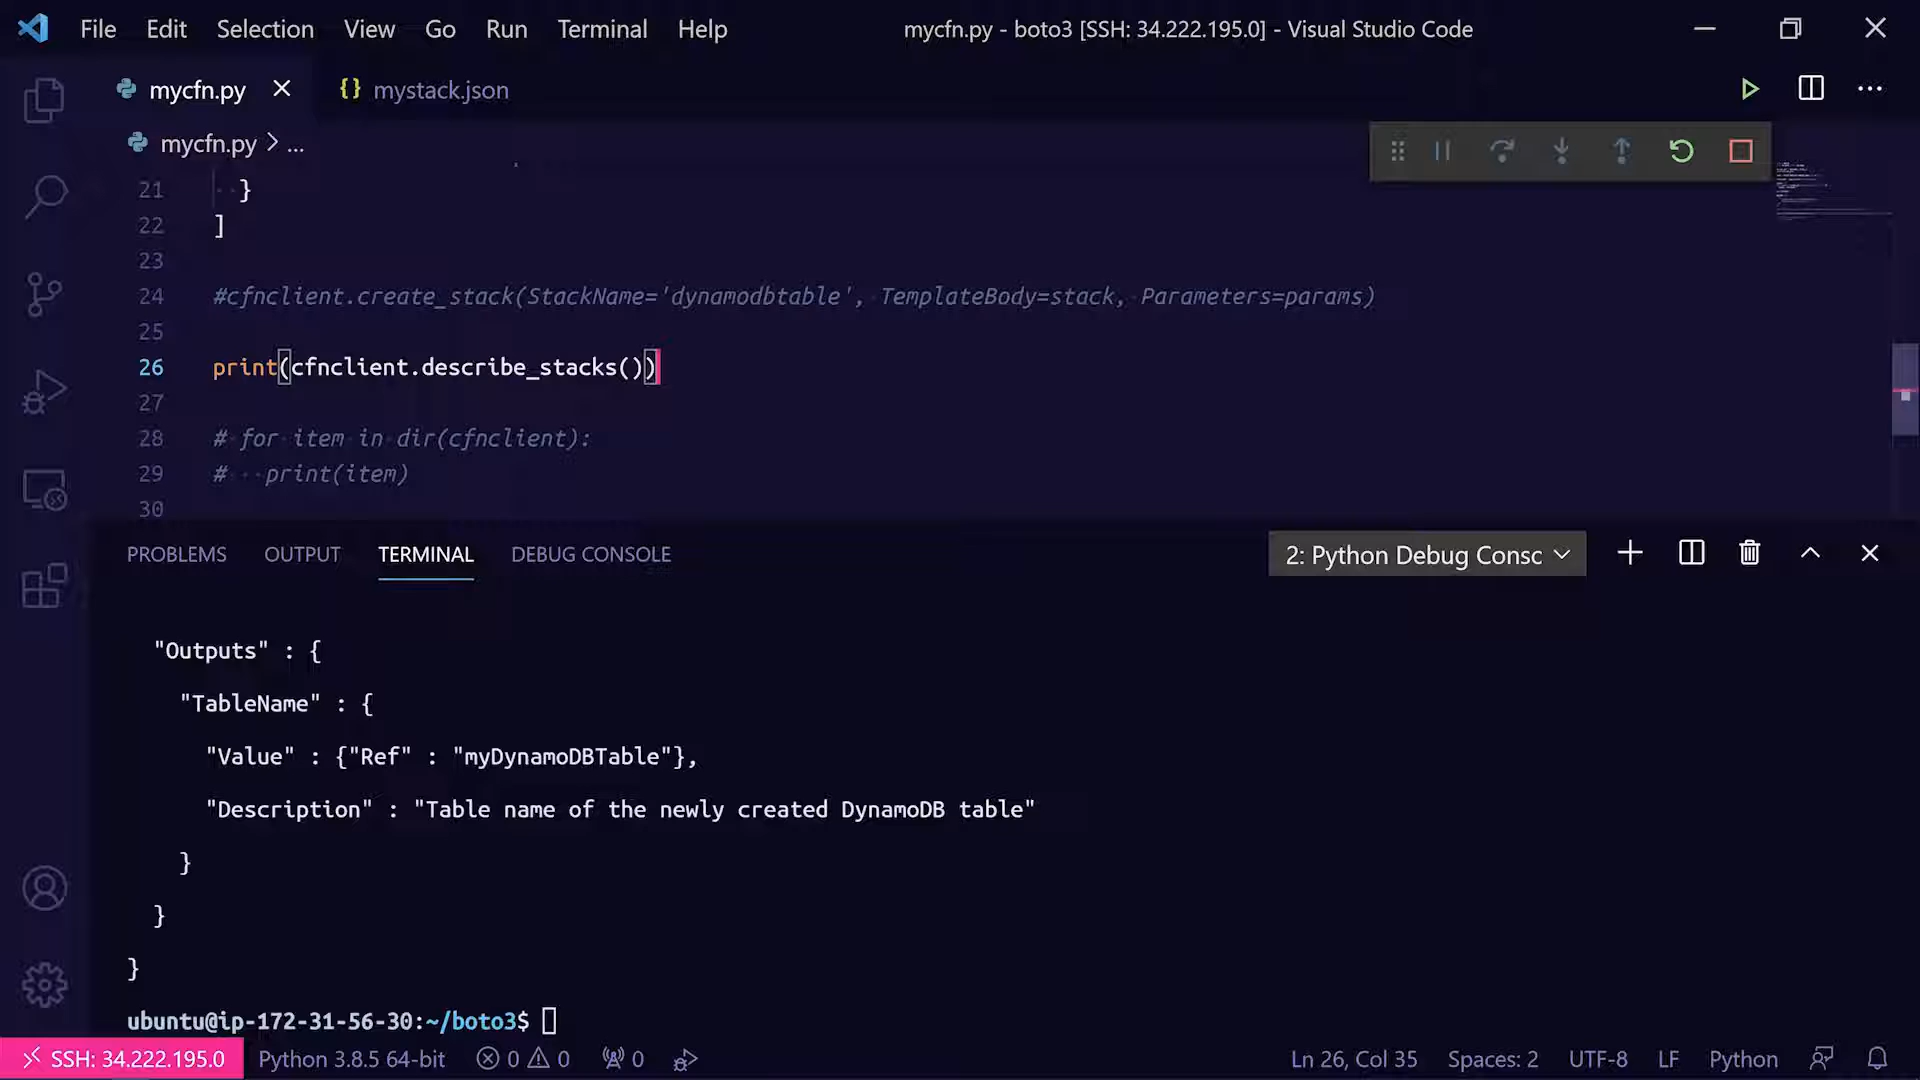 File Edit Selection View Go Run Terminal Help
mycfn.py - boto3 [SSH: 34.222.195.0] - Visual Studio Code
mycfn.py
{} mystack.json
mycfn.py > ...
21 }
22 ]
23
24 #cfnclient.create_stack(StackName='dynamodbtable', TemplateBody=stack, Parameters=params)
25
26 print(cfnclient.describe_stacks())
27
28 # for item in dir(cfnclient):
29 #   print(item)
30
PROBLEMS OUTPUT TERMINAL DEBUG CONSOLE
2: Python Debug Consc
"Outputs" : {
"TableName" : {
"Value" : {"Ref" : "myDynamoDBTable"},
"Description" : "Table name of the newly created DynamoDB table"
}
}
}
ubuntu@ip-172-31-56-30:~/boto3$
SSH: 34.222.195.0 Python 3.8.5 64-bit 0 0 0 Ln 26, Col 35 Spaces: 2 UTF-8 LF Python